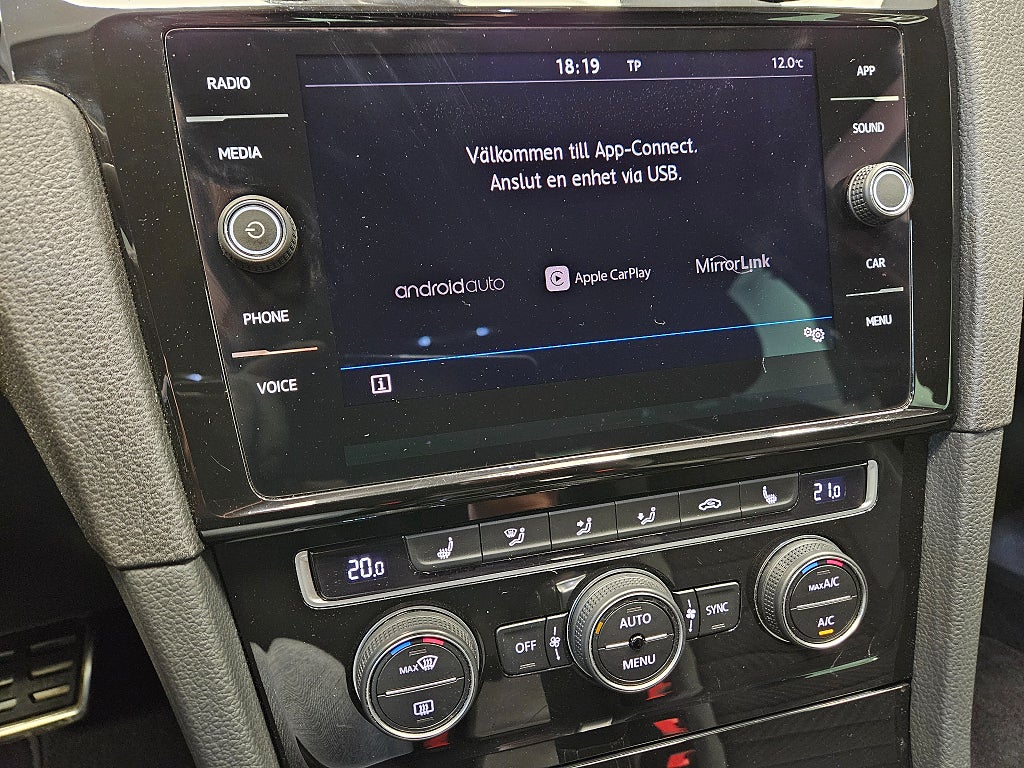 18:19 TP 12.0°C
RADIO
MEDIA
PHONE
VOICE
Välkommen till App-Connect.
Anslut en enhet via USB.
androidauto
Apple CarPlay
MirrorLink
i
APP
SOUND
CAR
MENU
20.0
21.0
MAX
OFF
AUTO
MENU
SYNC
MAX A/C
A/C